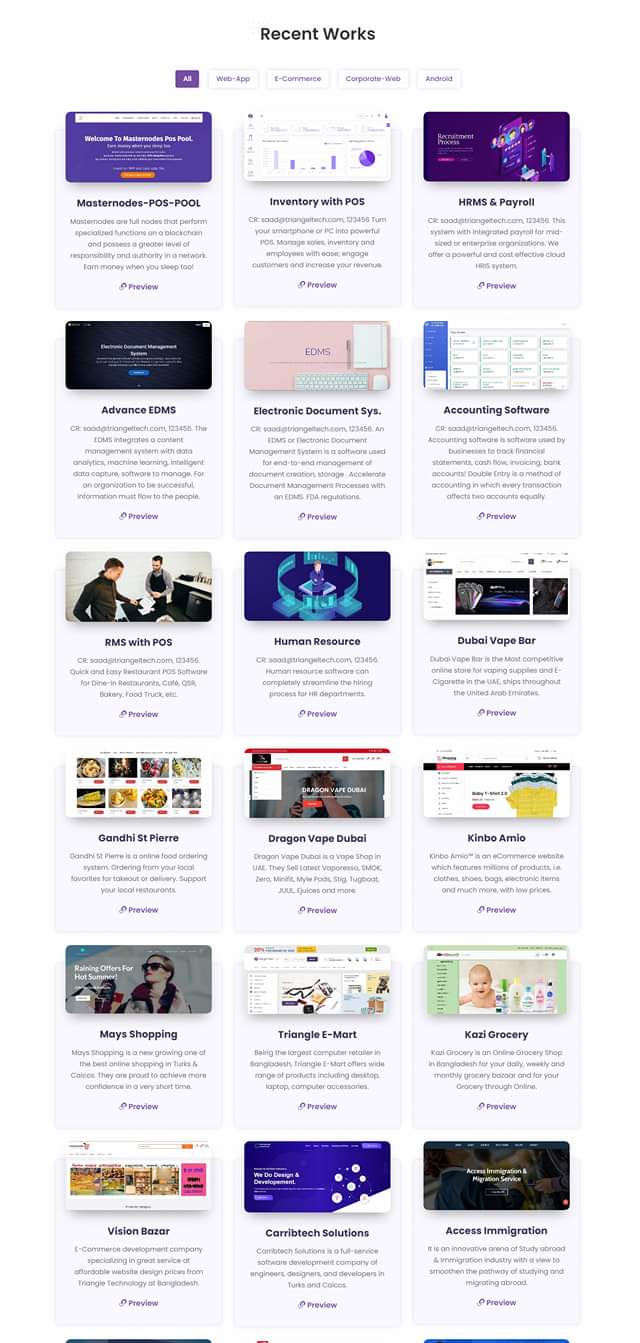 Recent Works
All
Web-App
E-Commerce
Corporate-Web
Android
Welcome To Masternodes Pos Pool.
Earn money when you sleep too
Masternodes-POS-POOL
Masternodes are full nodes that perform
specialized functions on a blockchain
and possess a greater level of
responsibility and authority in a network.
Earn money when you sleep too!
Preview
Inventory with POS
CR: saad@triangeltech.com, 123456 Turn
your smartphone or PC into powerful
POS. Manage sales, inventory and
employees with ease; engage
customers and increase your revenue.
Preview
Recruitment
Process
HRMS & Payroll
CR: saad@triangeltech.com, 123456. This
system with integrated payroll for mid-
sized or enterprise organizations. We
offer a powerful and cost effective cloud
HRIS system.
Preview
Electronic Document Management
System
Advance EDMS
CR: saad@triangeltech.com, 123456. The
EDMS integrates a content
management system with data
analytics, machine learning, intelligent
data capture, software to manage. For
an organization to be successful,
information must flow to the people.
Preview
EDMS
Electronic Document Sys.
CR: saad@triangeltech.com, 123456. An
EDMS or Electronic Document
Management System is a software used
for end-to-end management of
document creation, storage . Accelerate
Document Management Processes with
an EDMS. FDA regulations.
Preview
Accounting Software
CR: saad@triangeltech.com, 123456.
Accounting software is software used by
businesses to track financial
statements, cash flow, invoicing, bank
accounts! Double Entry is a method of
accounting in which every transaction
affects two accounts equally.
Preview
RMS with POS
CR: saad@triangeltech.com, 123456.
Quick and Easy Restaurant POS Software
for Dine-In Restaurants, Café, QSR,
Bakery, Food Truck, etc.
Preview
Human Resource
CR: saad@triangeltech.com, 123456.
Human resource software can
completely streamline the hiring
process for HR departments.
Preview
Dubai Vape Bar
Dubai Vape Bar is the Most competitive
online store for vaping supplies and E-
Cigarette in the UAE, ships throughout
the United Arab Emirates.
Preview
Gandhi St Pierre
Gandhi St Pierre is a online food ordering
system. Ordering from your local
favorites for takeout or delivery. Support
your local restaurants.
Preview
DRAGON VAPE DUBAI
Dragon Vape Dubai
Dragon Vape Dubai is a Vape Shop in
UAE. They Sell Latest Vaporesso, SMOK,
Zero, Minifit, Myle Pods, Stig, Tugboat,
JUUL, Ejuices and more.
Preview
Baby T-Shirt 2.0
Kinbo Amio
Kinbo Amio℠ is an eCommerce website
which features millions of products, i.e.
clothes, shoes, bags, electronic items
and much more, with low prices.
Preview
Raining Offers For
Hot Summer!
Mays Shopping
Mays Shopping is a new growing one of
the best online shopping in Turks &
Caicos. They are proud to achieve more
confidence in a very short time.
Preview
Triangle E-Mart
Being the largest computer retailer in
Bangladesh, Triangle E-Mart offers wide
range of products including desktop,
laptop, computer accessories.
Preview
Kazi Grocery
Kazi Grocery is an Online Grocery Shop
in Bangladesh for your daily, weekly and
monthly grocery bazaar and for your
Grocery through Online.
Preview
Vision Bazar
E-Commerce development company
specializing in great service at
affordable website design prices from
Triangle Technology at Bangladesh.
Preview
We Do Design &
Developement.
Carribtech Solutions
Carribtech Solutions is a full-service
software development company of
engineers, designers, and developers in
Turks and Caicos.
Preview
Access Immigration &
Migration Service
Access Immigration
It is an innovative arena of Study abroad
& Immigration industry with a view to
smoothen the pathway of studying and
migrating abroad.
Preview